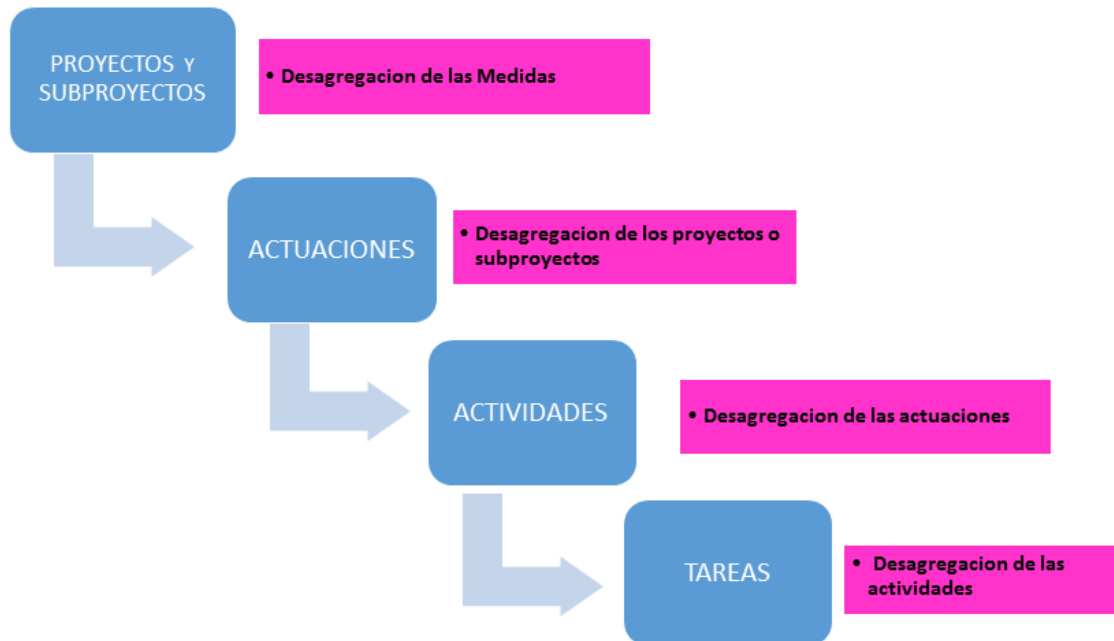 PROYECTOS Y
SUBPROYECTOS
• Desagregacion de las Medidas
ACTUACIONES
• Desagregacion de los proyectos o
subproyectos
ACTIVIDADES
• Desagregacion de las actuaciones
TAREAS
• Desagregacion de las
actividades